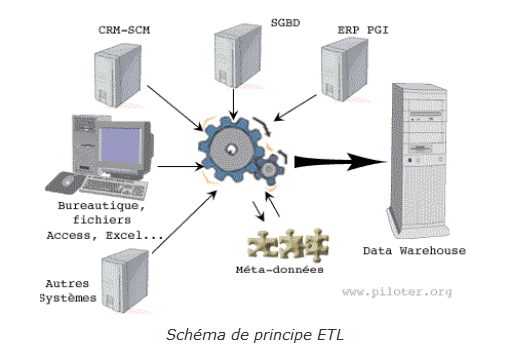 CRM-SCM
SGBD
ERP PGI
Bureautique,
fichiers
Access, Excel...
Méta-données
Data Warehouse
Autres
Systèmes
www.piloter.org
Schéma de principe ETL